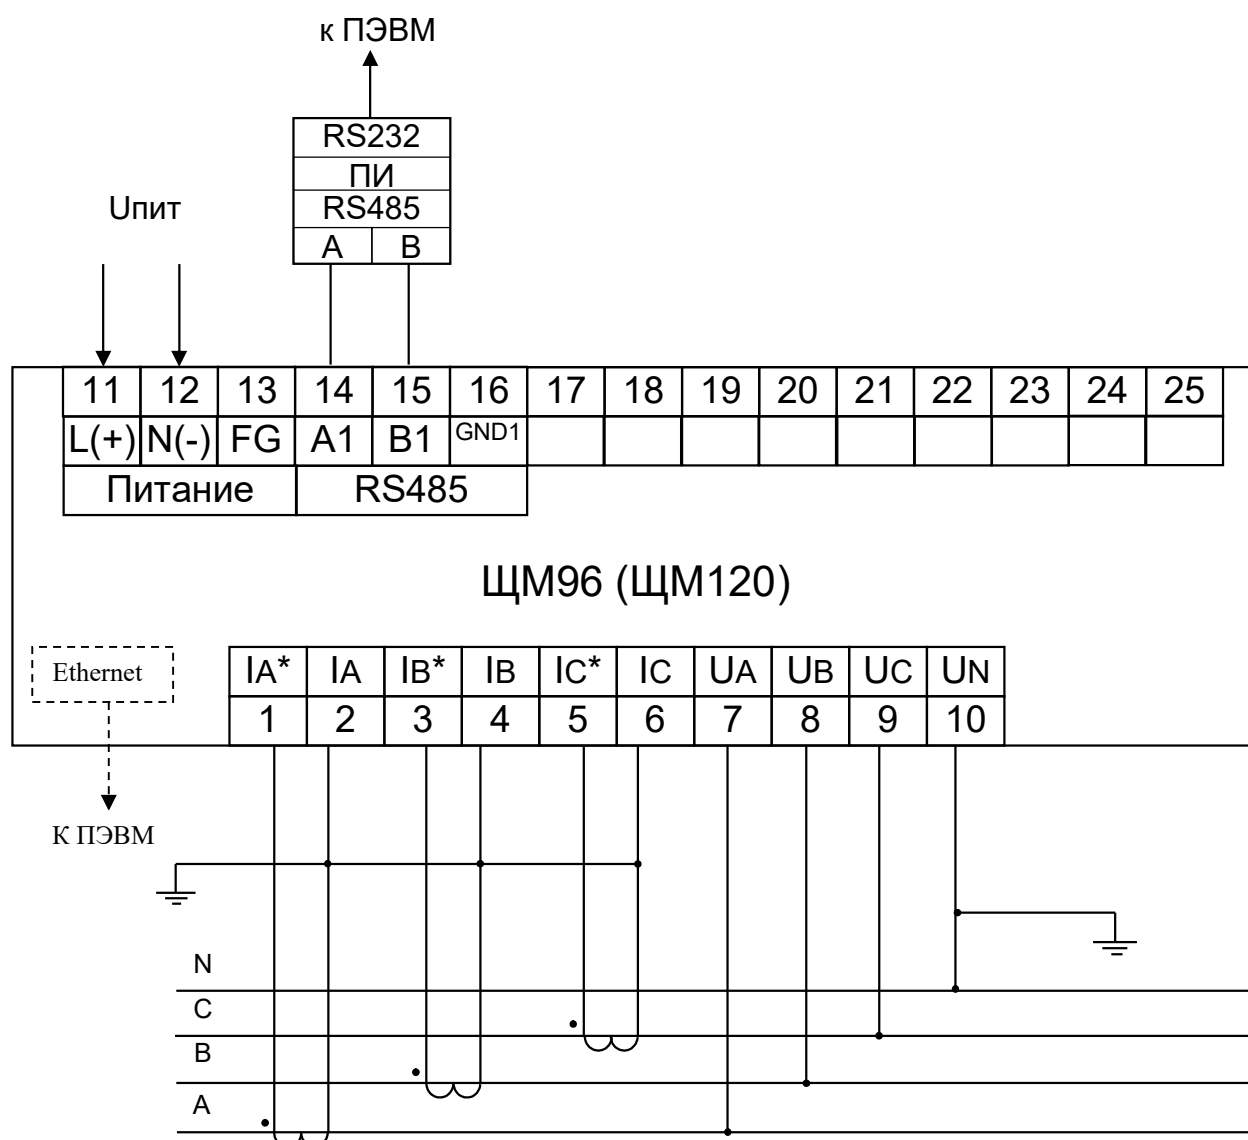 к ПЭВМ
RS232
ПИ
RS485
A B
Uпит
11 12 13 14 15 16 17 18 19 20 21 22 23 24 25
L(+) N(-) FG A1 B1 GND1
Питание RS485
ЩМ96 (ЩМ120)
Ethernet
IA* IA IB* IB IC* IC UA UB UC UN
1 2 3 4 5 6 7 8 9 10
К ПЭВМ
N
C
B
A